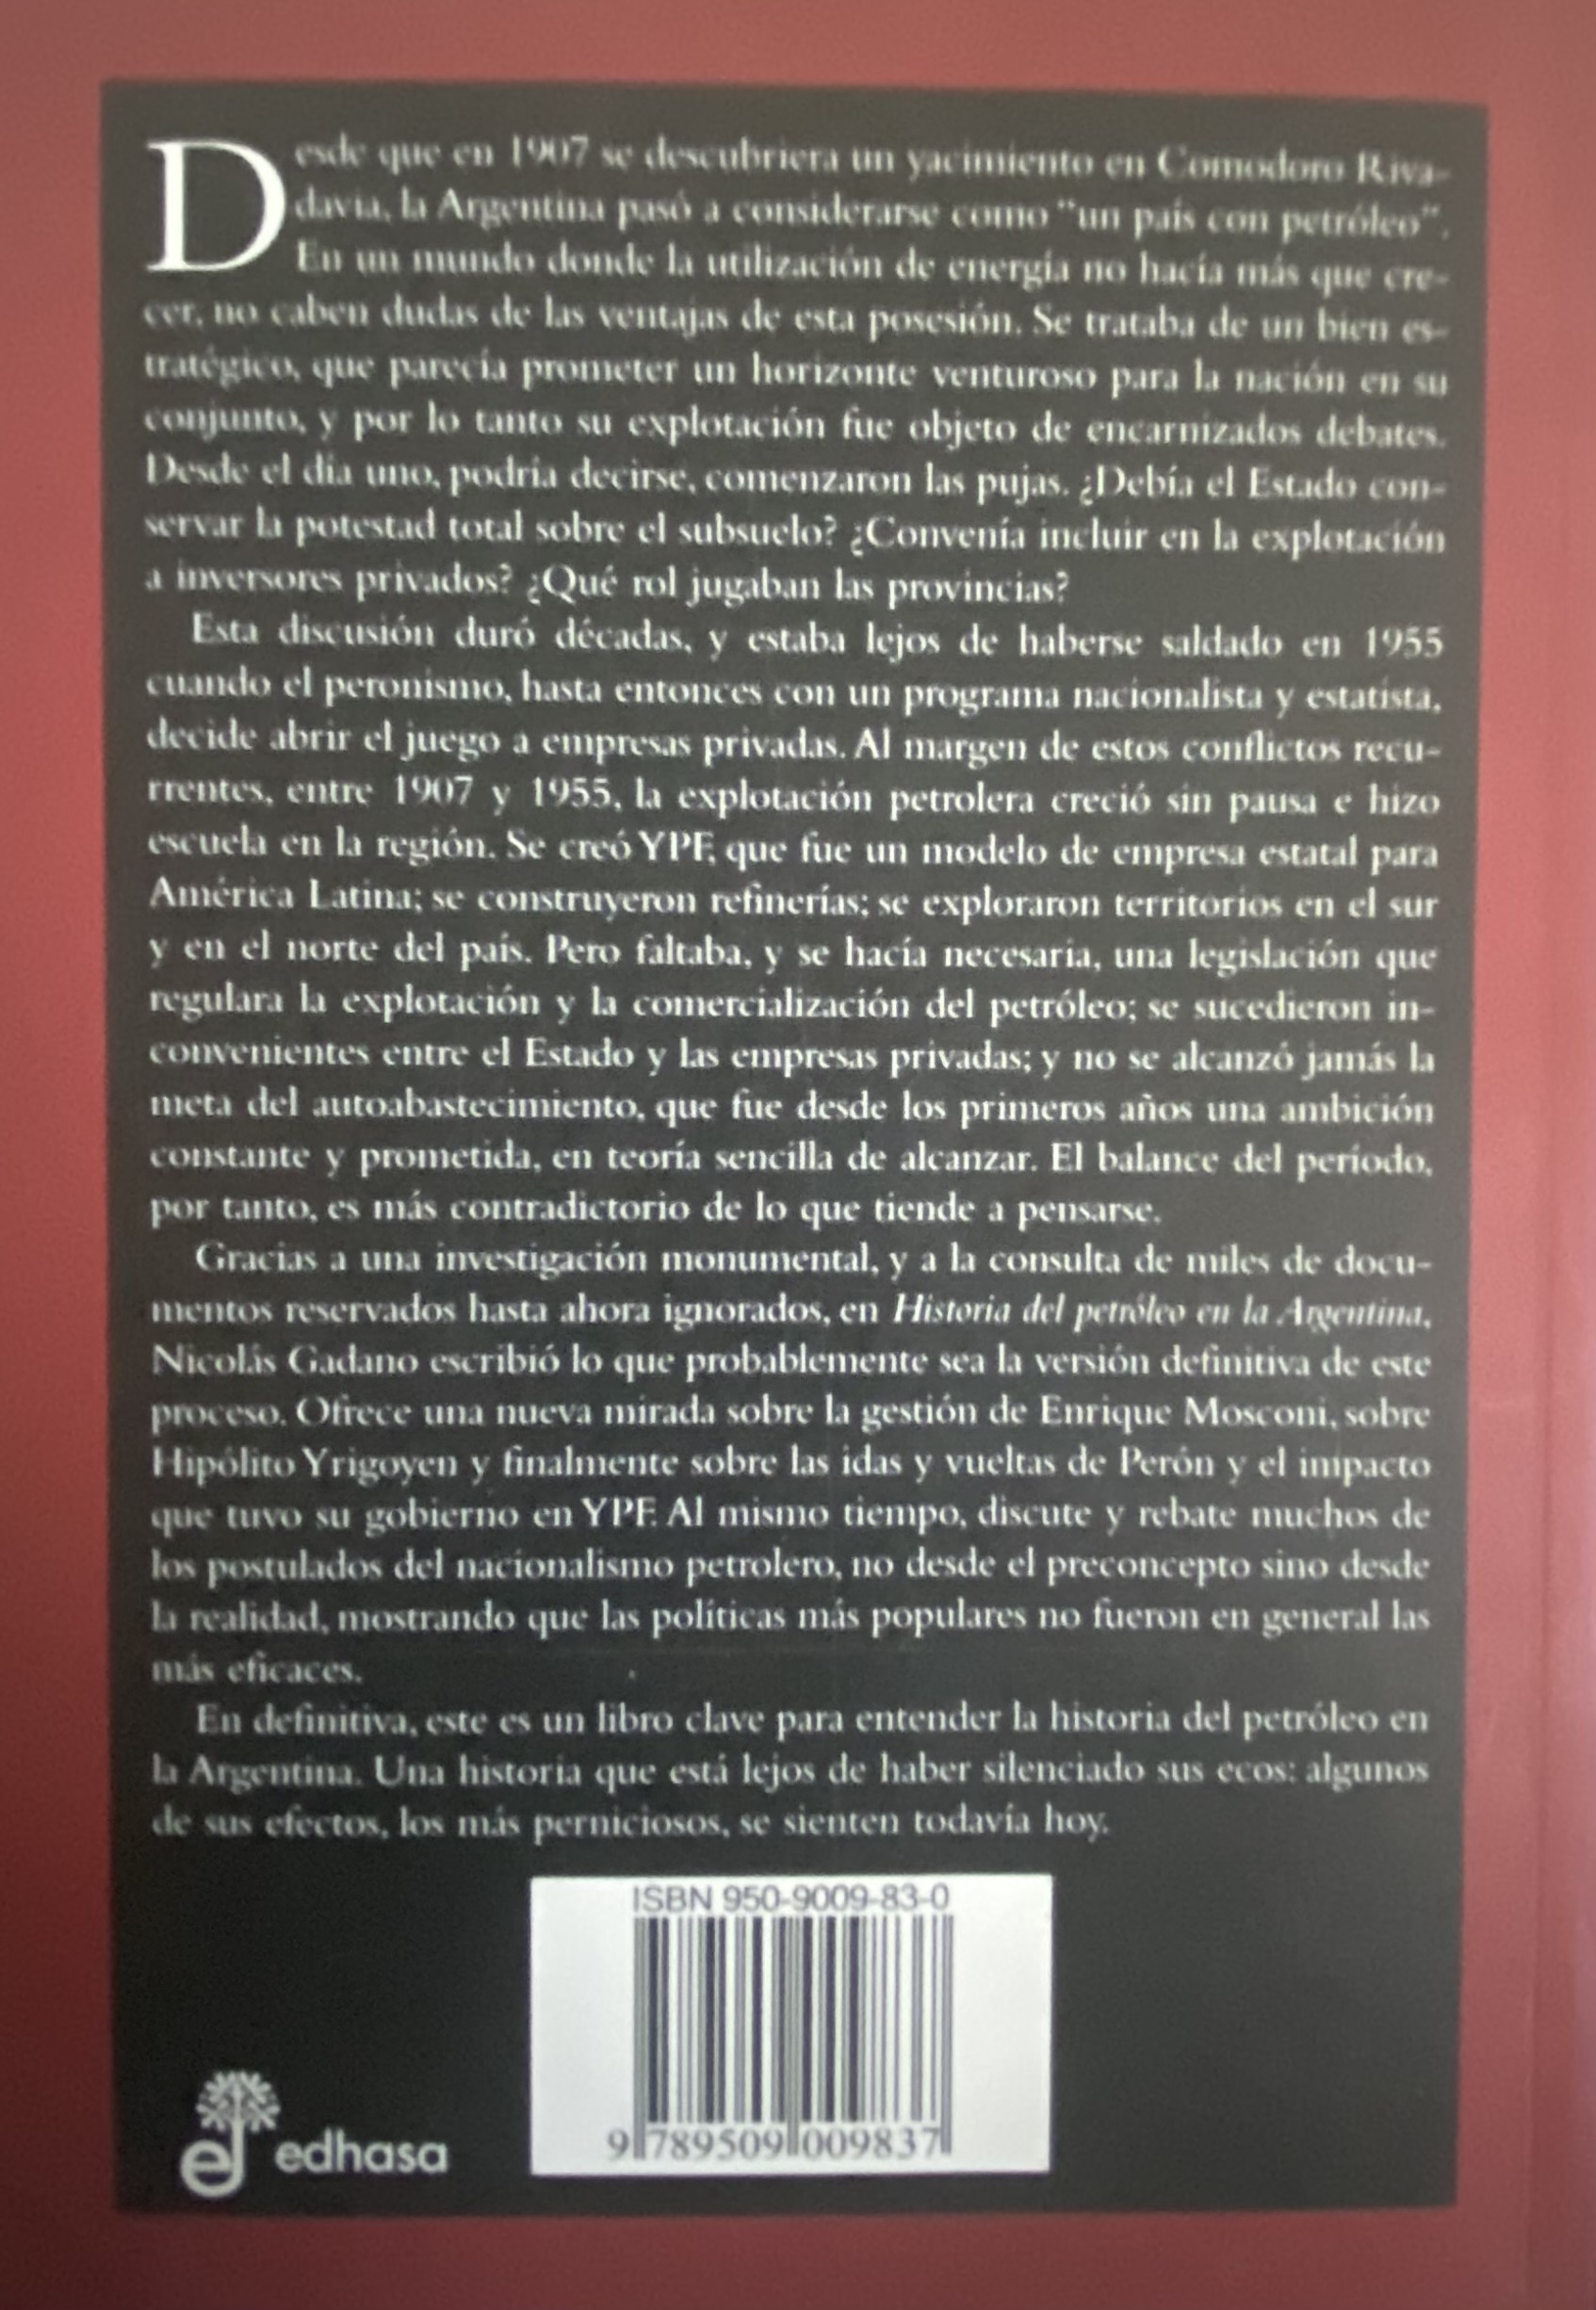 Desde que en 1907 se descubriera un yacimiento en Comodoro Riva-
davia, la Argentina pasó a considerarse como "un país con petróleo".
En un mundo donde la utilización de energía no hacía más que cre-
cer, no caben dudas de las ventajas de esta posesión. Se trataba de un bien es-
tratégico, que parecía prometer un horizonte venturoso para la nación en su
conjunto, y por lo tanto su explotación fue objeto de encarnizados debates.
Desde el día uno, podría decirse, comenzaron las pujas. ¿Debía el Estado con-
servar la potestad total sobre el subsuelo? ¿Convenía incluir en la explotación
a inversores privados? ¿Qué rol jugaban las provincias?
Esta discusión duró décadas, y estaba lejos de haberse saldado en 1955
cuando el peronismo, hasta entonces con un programa nacionalista y estatista,
decide abrir el juego a empresas privadas. Al margen de estos conflictos recu-
rrentes, entre 1907 y 1955, la explotación petrolera creció sin pausa e hizo
escuela en la región. Se creó YPF, que fue un modelo de empresa estatal para
América Latina; se construyeron refinerías; se exploraron territorios en el sur
y en el norte del país. Pero faltaba, y se hacía necesaria, una legislación que
regulara la explotación y la comercialización del petróleo; se sucedieron in-
convenientes entre el Estado y las empresas privadas; y no se alcanzó jamás la
meta del autoabastecimiento, que fue desde los primeros años una ambición
constante y prometida, en teoría sencilla de alcanzar. El balance del período,
por tanto, es más contradictorio de lo que tiende a pensarse.
Gracias a una investigación monumental, y a la consulta de miles de docu-
mentos reservados hasta ahora ignorados, en Historia del petróleo en la Argentina,
Nicolás Gadano escribió lo que probablemente sea la versión definitiva de este
proceso. Ofrece una nueva mirada sobre la gestión de Enrique Mosconi, sobre
Hipólito Yrigoyen y finalmente sobre las idas y vueltas de Perón y el impacto
que tuvo su gobierno en YPF. Al mismo tiempo, discute y rebate muchos de
los postulados del nacionalismo petrolero, no desde el preconcepto sino desde
la realidad, mostrando que las políticas más populares no fueron en general las
más eficaces.
En definitiva, este es un libro clave para entender la historia del petróleo en
la Argentina. Una historia que está lejos de haber silenciado sus ecos: algunos
de sus efectos, los más perniciosos, se sienten todavía hoy.
ISBN 950-9009-83-0
9 789509 009837
edhasa